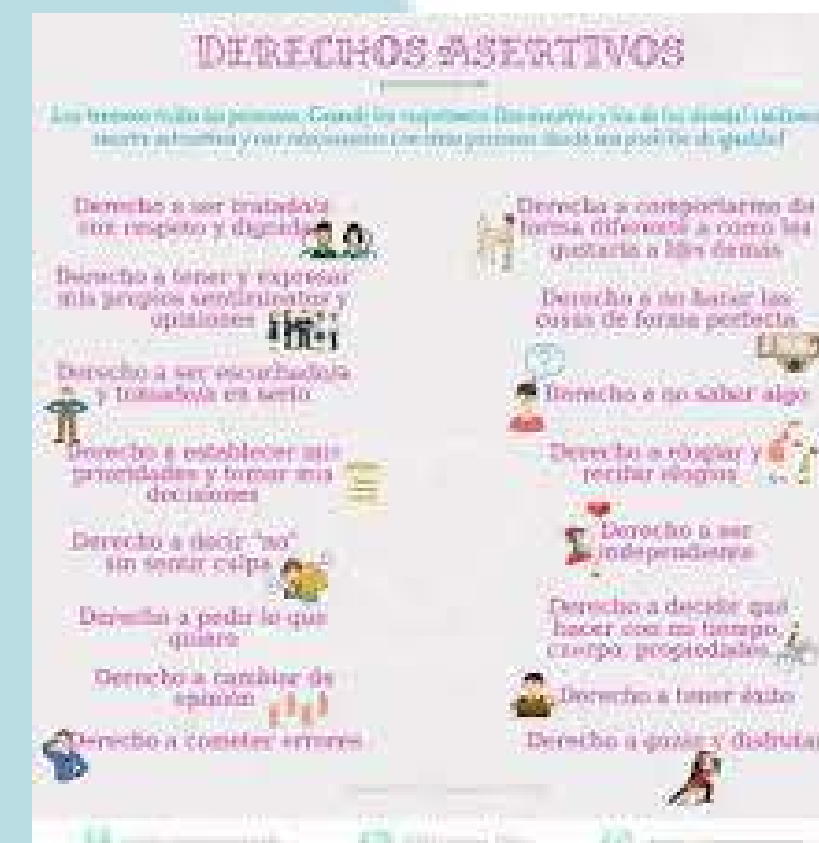 DERECHOS ASERTIVOS
Derecho a ser tratado/a
con respeto y dignidad
Derecho a tener y expresar
mis propios sentimientos y
opiniones
Derecho a ser escuchado/a
y tomado/a en serio
Derecho a establecer mis
prioridades y tomar mis
decisiones
Derecho a decir "no"
sin sentir culpa
Derecho a pedir lo que
quiero
Derecho a cambiar de
opinión
Derecho a cometer errores
Derecho a comportarme de
forma diferente a como les
gustaría a l@s demás
Derecho a no hacer las
cosas de forma perfecta
Derecho a no saber algo
Derecho a elogiar y
recibir elogios
Derecho a ser
independiente
Derecho a decidir qué
hacer con mi tiempo,
cuerpo, propiedades
Derecho a tener éxito
Derecho a gozar y disfrutar